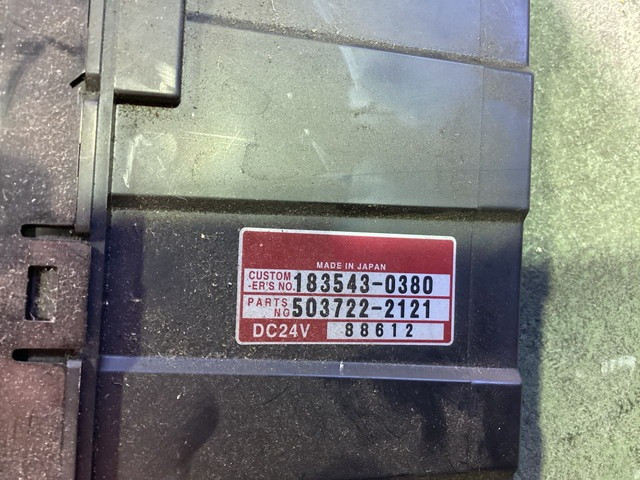 MADE IN JAPAN
CUSTOM
-ER'S NO. 183543-0380
PARTS
NO 503722-2121
DC24V 88612